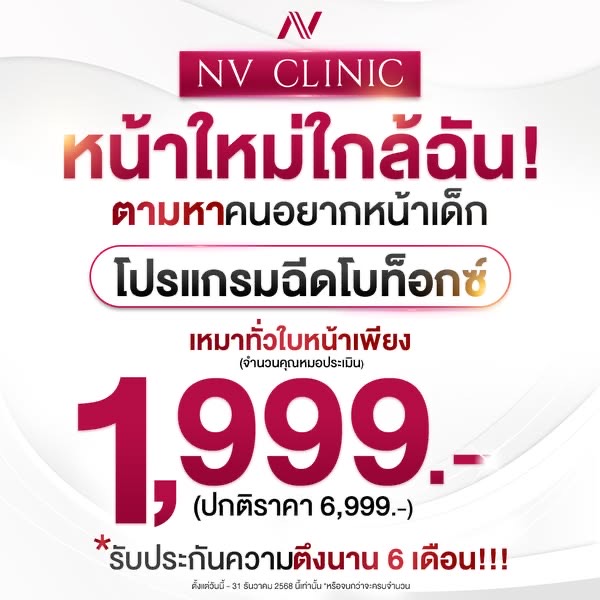 NV CLINIC
หน้าใหม่ใกล้ฉัน!
ตามหาคนอยากหน้าเด็ก
โปรแกรมฉีดโบท็อกซ์
เหมาทั่วใบหน้าเพียง
(จำนวนคุณหมอประเมิน)
1,999.-
(ปกติราคา 6,999.-)
*รับประกันความตึงนาน 6 เดือน!!!
ตั้งแต่วันนี้ - 31 ธันวาคม 2568 นี้เท่านั้น *หรือจนกว่าจะครบจำนวน